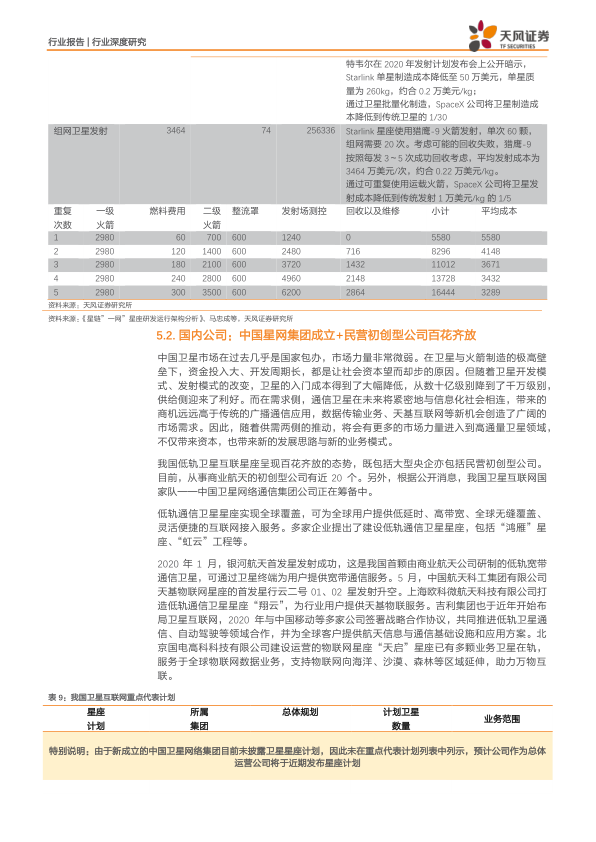 行业报告 | 行业深度研究
天风证券
TF SECURITIES
特韦尔在 2020 年发射计划发布会上公开暗示，
Starlink 单星制造成本降低至 50 万美元，单星质
量为 260kg，约合 0.2 万美元/kg；
通过卫星批量化制造，SpaceX 公司将卫星制造成
本降低到传统卫星的 1/30
组网卫星发射 3464 74 256336 Starlink 星座使用猎鹰-9 火箭发射，单次 60 颗，
组网需要 20 次。考虑可能的回收失败，猎鹰-9
按照每发 3～5 次成功回收考虑，平均发射成本为
3464 万美元/次，约合 0.22 万美元/kg。
通过可重复使用运载火箭，SpaceX 公司将卫星发
射成本降低到传统发射 1 万美元/kg 的 1/5
重复 一级 燃料费用 二级 整流罩 发射场测控 回收以及维修 小计 平均成本
次数 火箭 火箭
1 2980 60 700 600 1240 0 5580 5580
2 2980 120 1400 600 2480 716 8296 4148
3 2980 180 2100 600 3720 1432 11012 3671
4 2980 240 2800 600 4960 2148 13728 3432
5 2980 300 3500 600 6200 2864 16444 3289
资料来源：天风证券研究所
资料来源：《星链"一网"星座研发运行架构分析》，马忠成等，天风证券研究所
5.2. 国内公司：中国星网集团成立+民营初创型公司百花齐放
中国卫星市场在过去几乎是国家包办，市场力量非常微弱。在卫星与火箭制造的极高壁
垒下，资金投入大、开发周期长，都是让社会资本望而却步的原因。但随着卫星开发模
式、发射模式的改变，卫星的入门成本得到了大幅降低，从数十亿级别降到了千万级别，
供给侧迎来了利好。而在需求侧，通信卫星在未来将紧密地与信息化社会相连，带来的
商机远远高于传统的广播通信应用，数据传输业务、天基互联网等新机会创造了广阔的
市场需求。因此，随着供需两侧的推动，将会有更多的市场力量进入到高通量卫星领域，
不仅带来资本，也带来新的发展思路与新的业务模式。
我国低轨卫星互联星座呈现百花齐放的态势，既包括大型央企亦包括民营初创型公司。
目前，从事商业航天的初创型公司有近 20 个。另外，根据公开消息，我国卫星互联网国
家队——中国卫星网络通信集团公司正在筹备中。
低轨通信卫星星座实现全球覆盖，可为全球用户提供低延时、高带宽、全球无缝覆盖、
灵活便捷的互联网接入服务。多家企业提出了建设低轨通信卫星星座，包括“鸿雁”星
座、“虹云”工程等。
2020 年 1 月，银河航天首发星发射成功，这是我国首颗由商业航天公司研制的低轨宽带
通信卫星，可通过卫星终端为用户提供宽带通信服务。5 月，中国航天科工集团有限公司
天基物联网星座的首发星行云二号 01、02 星发射升空。上海欧科微航天科技有限公司打
造低轨通信卫星星座“翔云”，为行业用户提供天基物联服务。吉利集团也于近年开始布
局卫星互联网，2020 年与中国移动等多家公司签署战略合作协议，共同推进低轨卫星通
信、自动驾驶等领域合作，并为全球客户提供航天信息与通信基础设施和应用方案。北
京国电高科科技有限公司建设运营的物联网星座“天启”星座已有多颗业务卫星在轨，
服务于全球物联网数据业务，支持物联网向海洋、沙漠、森林等区域延伸，助力万物互
联。
表 9：我国卫星互联网重点代表计划
星座 所属 总体规划 计划卫星 业务范围
计划 集团 数量
特别说明：由于新成立的中国卫星网络集团目前未披露卫星星座计划，因此未在重点代表计划列表中列示，预计公司作为总体
运营公司将于近期发布星座计划